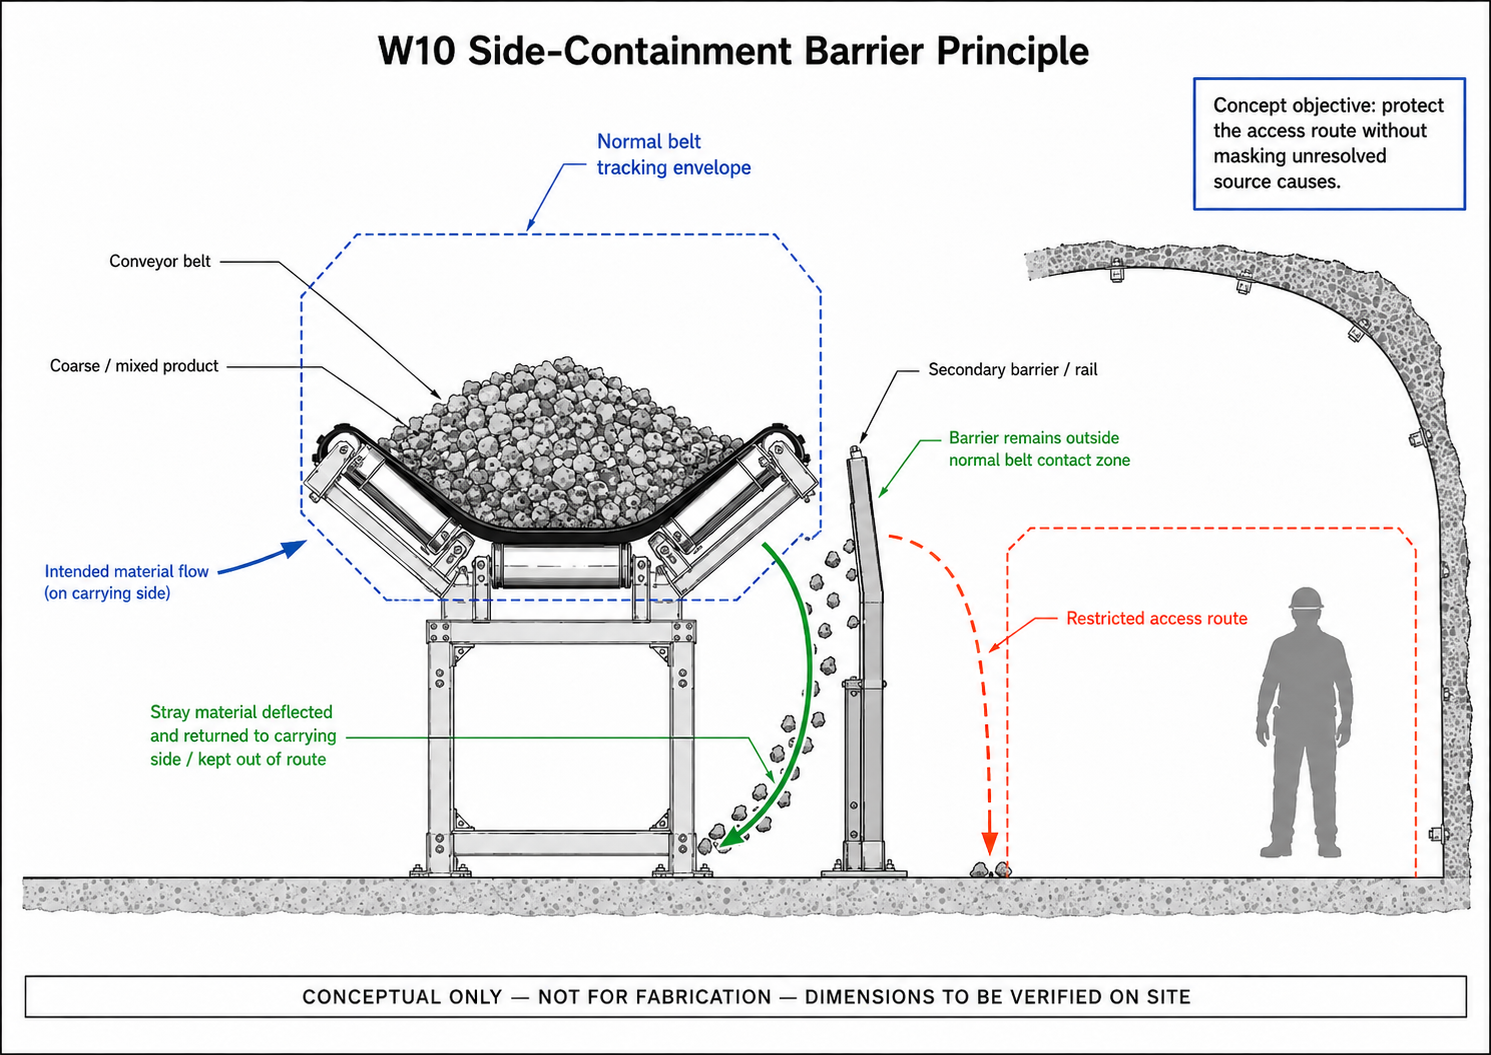 W10 Side-Containment Barrier Principle
Concept objective: protect
the access route without
masking unresolved
source causes.
Normal belt
tracking envelope
Conveyor belt
Coarse / mixed product
Secondary barrier / rail
Barrier remains outside
normal belt contact zone
Intended material flow
(on carrying side)
Restricted access route
Stray material deflected
and returned to carrying
side / kept out of route
CONCEPTUAL ONLY — NOT FOR FABRICATION — DIMENSIONS TO BE VERIFIED ON SITE